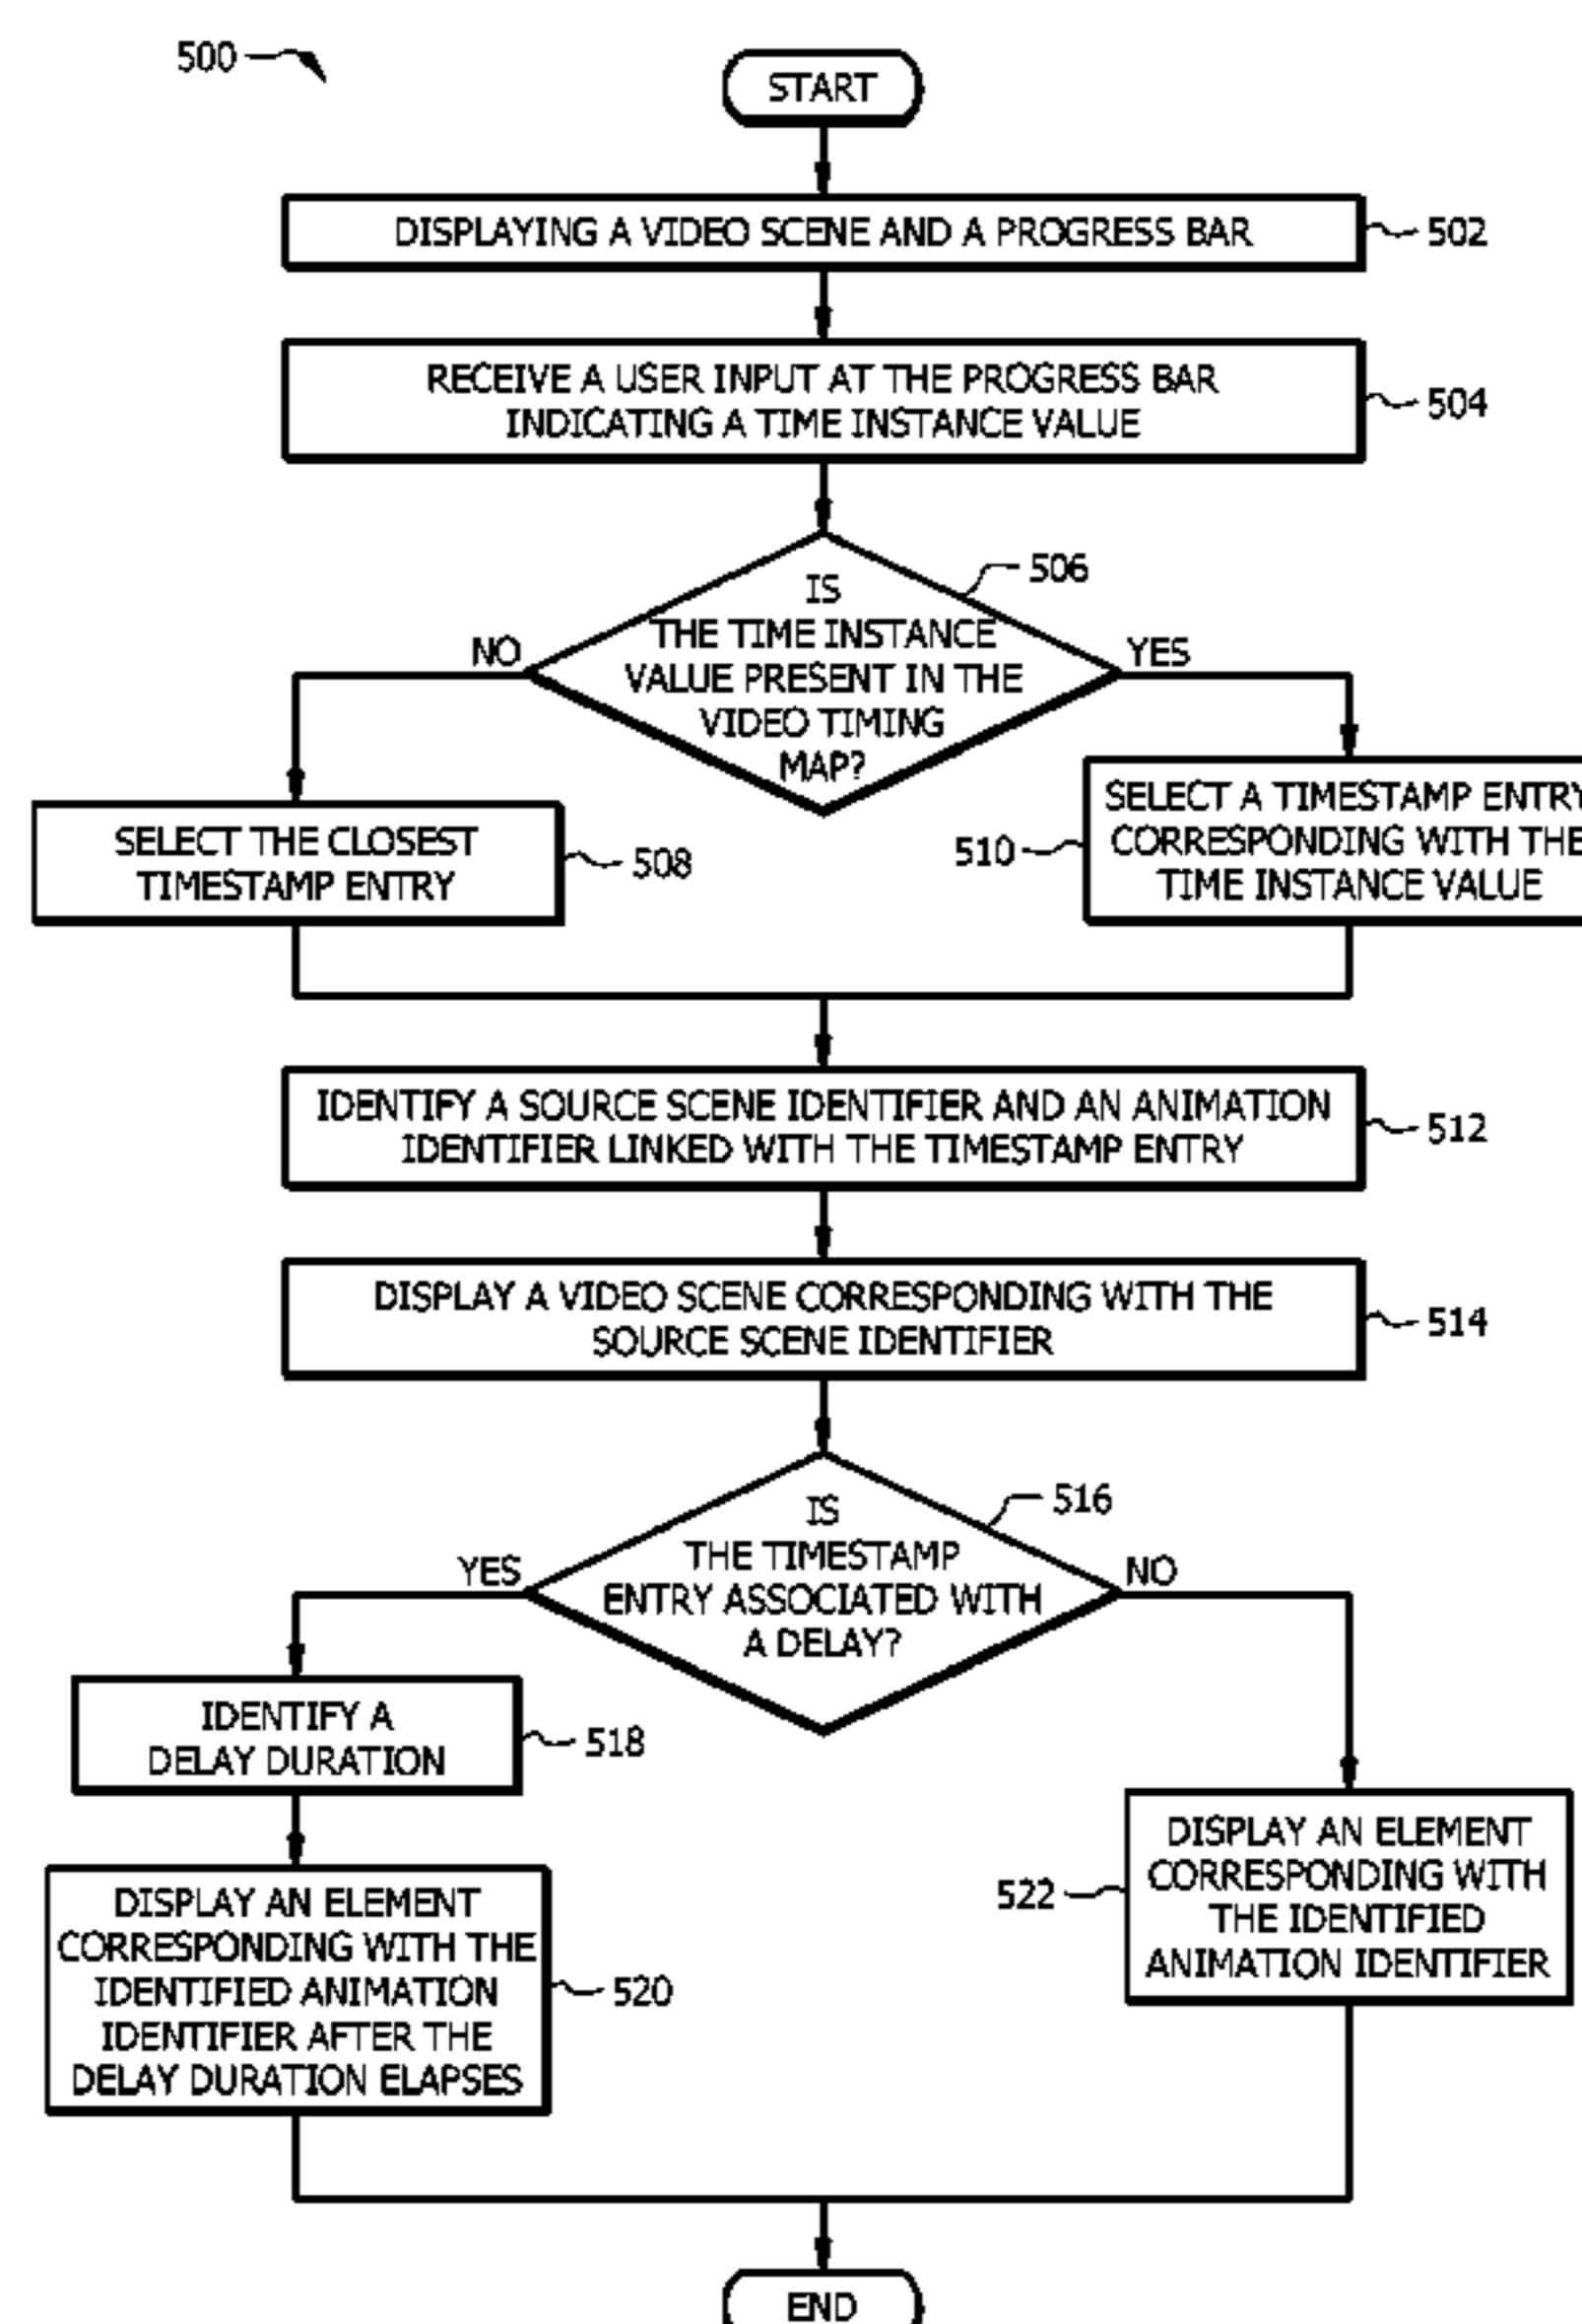 500
START
DISPLAYING A VIDEO SCENE AND A PROGRESS BAR
502
RECEIVE A USER INPUT AT THE PROGRESS BAR
INDICATING A TIME INSTANCE VALUE
504
506
IS
THE TIME INSTANCE
VALUE PRESENT IN THE
VIDEO TIMING
MAP?
NO
YES
SELECT THE CLOSEST
TIMESTAMP ENTRY
508
510
SELECT A TIMESTAMP ENTRY
CORRESPONDING WITH THE
TIME INSTANCE VALUE
IDENTIFY A SOURCE SCENE IDENTIFIER AND AN ANIMATION
IDENTIFIER LINKED WITH THE TIMESTAMP ENTRY
512
DISPLAY A VIDEO SCENE CORRESPONDING WITH THE
SOURCE SCENE IDENTIFIER
514
516
IS
THE TIMESTAMP
ENTRY ASSOCIATED WITH
A DELAY?
YES
NO
IDENTIFY A
DELAY DURATION
518
DISPLAY AN ELEMENT
CORRESPONDING WITH THE
IDENTIFIED ANIMATION
IDENTIFIER AFTER THE
DELAY DURATION ELAPSES
520
522
DISPLAY AN ELEMENT
CORRESPONDING WITH
THE IDENTIFIED
ANIMATION IDENTIFIER
END